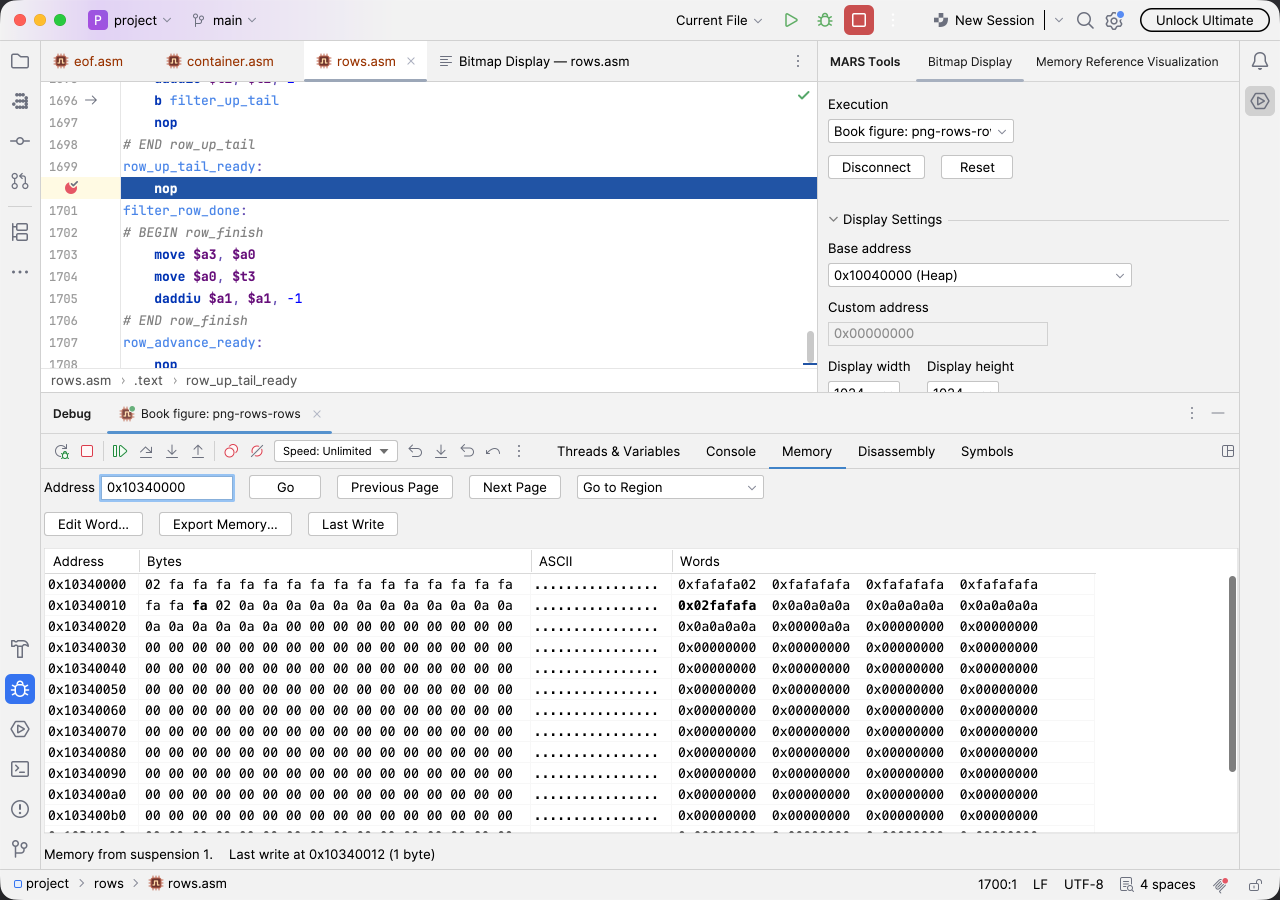 P project main Current File New Session Unlock Ultimate
eof.asm container.asm rows.asm Bitmap Display — rows.asm
MARS Tools Bitmap Display Memory Reference Visualization
1696 b filter_up_tail
1697 nop
1698 # END row_up_tail
1699 row_up_tail_ready:
nop
1701 filter_row_done:
1702 # BEGIN row_finish
1703 move $a3, $a0
1704 move $a0, $t3
1705 daddiu $a1, $a1, -1
1706 # END row_finish
1707 row_advance_ready:
1708 nop
rows.asm › .text › row_up_tail_ready
Execution
Book figure: png-rows-ro
Disconnect Reset
Display Settings
Base address
0x10040000 (Heap)
Custom address
0x00000000
Display width Display height
1024 1024
Debug Book figure: png-rows-rows
Speed: Unlimited Threads & Variables Console Memory Disassembly Symbols
Address 0x10340000 Go Previous Page Next Page Go to Region
Edit Word... Export Memory... Last Write
Address Bytes ASCII Words
0x10340000 02 fa fa fa fa fa fa fa fa fa fa fa fa fa fa fa ................ 0xfafafa02 0xfafafafa 0xfafafafa 0xfafafafa
0x10340010 fa fa fa 02 0a 0a 0a 0a 0a 0a 0a 0a 0a 0a 0a 0a ................ 0x02fafafa 0x0a0a0a0a 0x0a0a0a0a 0x0a0a0a0a
0x10340020 0a 0a 0a 0a 0a 0a 00 00 00 00 00 00 00 00 00 00 ................ 0x0a0a0a0a 0x00000a0a 0x00000000 0x00000000
0x10340030 00 00 00 00 00 00 00 00 00 00 00 00 00 00 00 00 ................ 0x00000000 0x00000000 0x00000000 0x00000000
0x10340040 00 00 00 00 00 00 00 00 00 00 00 00 00 00 00 00 ................ 0x00000000 0x00000000 0x00000000 0x00000000
0x10340050 00 00 00 00 00 00 00 00 00 00 00 00 00 00 00 00 ................ 0x00000000 0x00000000 0x00000000 0x00000000
0x10340060 00 00 00 00 00 00 00 00 00 00 00 00 00 00 00 00 ................ 0x00000000 0x00000000 0x00000000 0x00000000
0x10340070 00 00 00 00 00 00 00 00 00 00 00 00 00 00 00 00 ................ 0x00000000 0x00000000 0x00000000 0x00000000
0x10340080 00 00 00 00 00 00 00 00 00 00 00 00 00 00 00 00 ................ 0x00000000 0x00000000 0x00000000 0x00000000
0x10340090 00 00 00 00 00 00 00 00 00 00 00 00 00 00 00 00 ................ 0x00000000 0x00000000 0x00000000 0x00000000
0x103400a0 00 00 00 00 00 00 00 00 00 00 00 00 00 00 00 00 ................ 0x00000000 0x00000000 0x00000000 0x00000000
0x103400b0 00 00 00 00 00 00 00 00 00 00 00 00 00 00 00 00 ................ 0x00000000 0x00000000 0x00000000 0x00000000
Memory from suspension 1. Last write at 0x10340012 (1 byte)
project › rows › rows.asm 1700:1 LF UTF-8 4 spaces